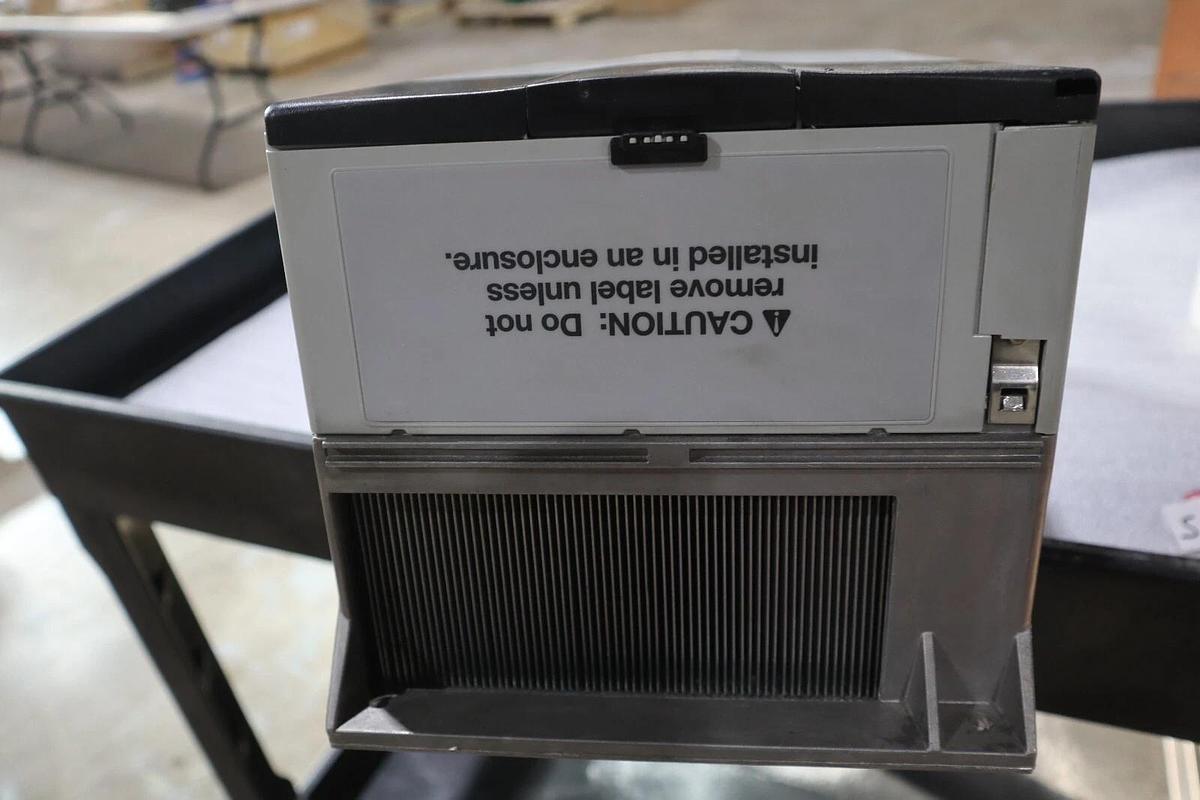 ⚠ CAUTION: Do not
remove label unless
installed in an enclosure.
S